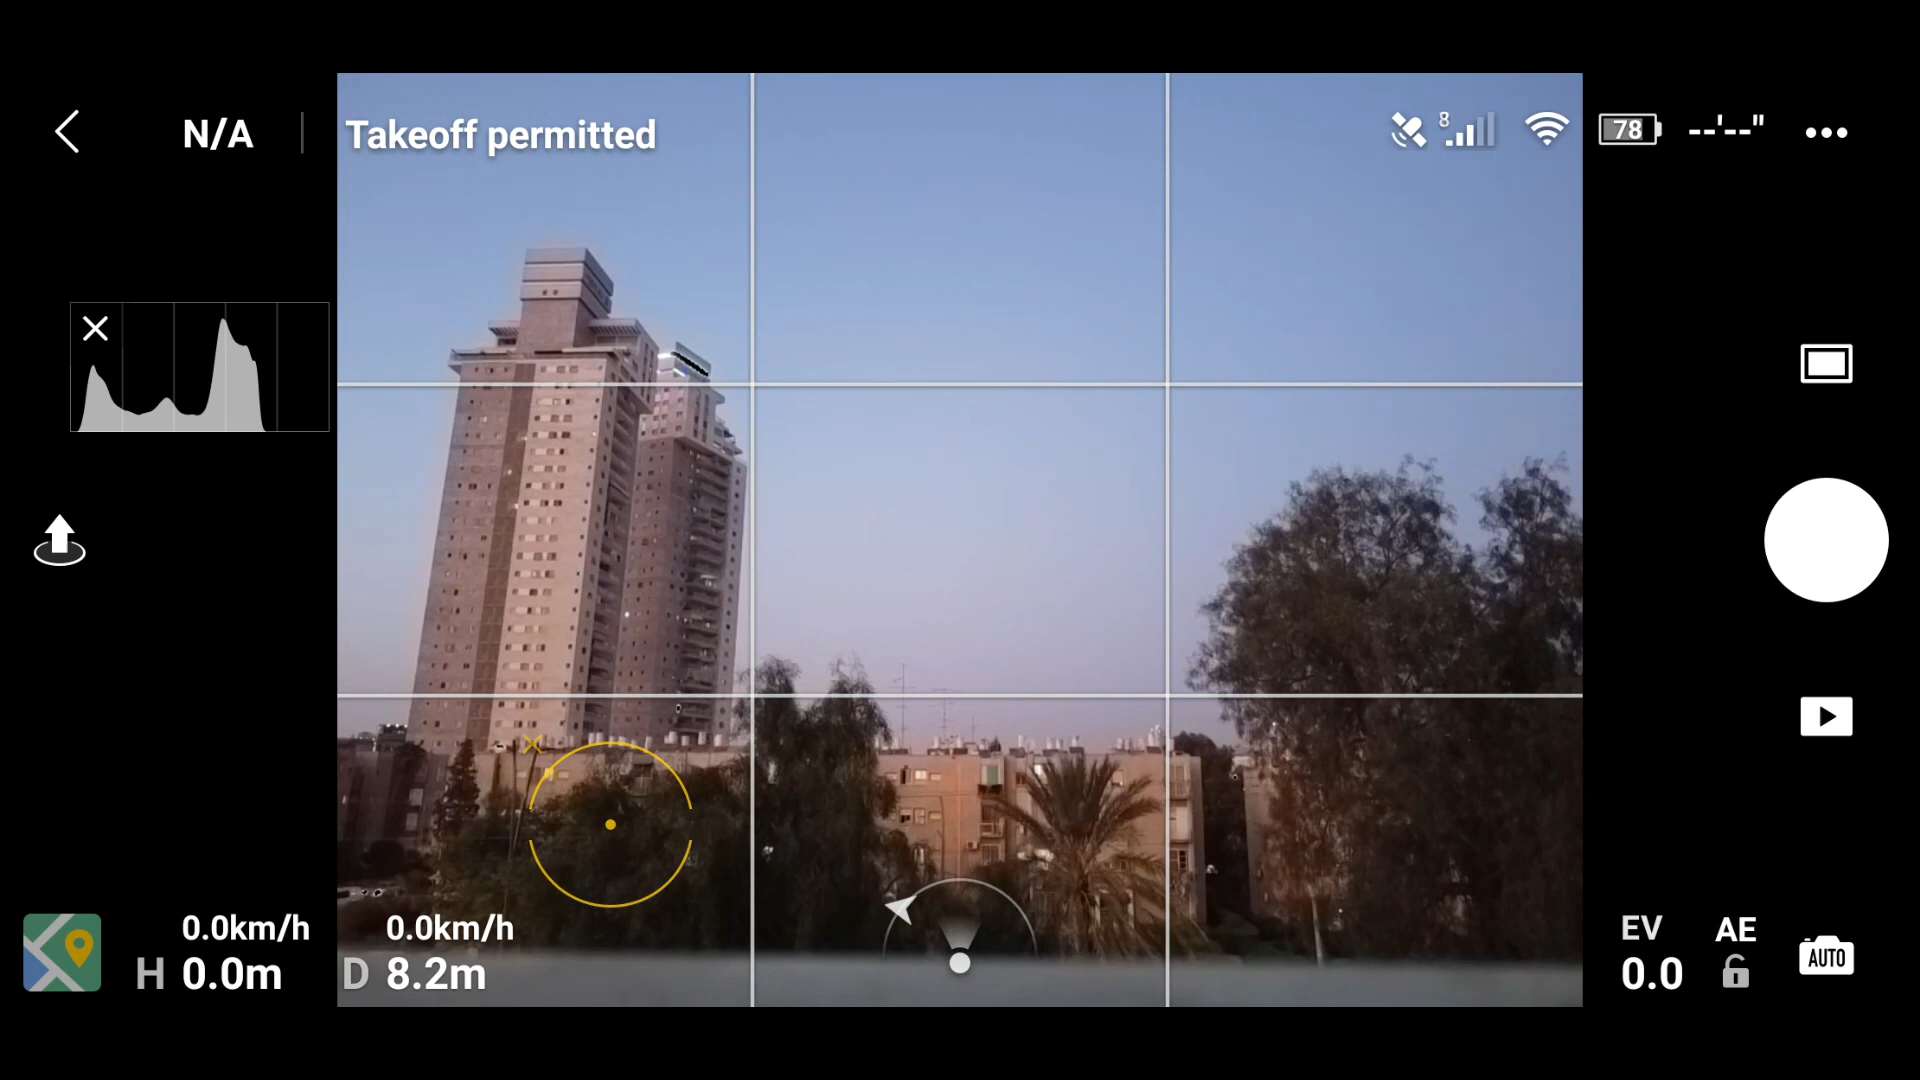 N/A
Takeoff permitted
8
78
--'--"
0.0km/h
0.0km/h
H 0.0m
D 8.2m
EV
AE
0.0
AUTO